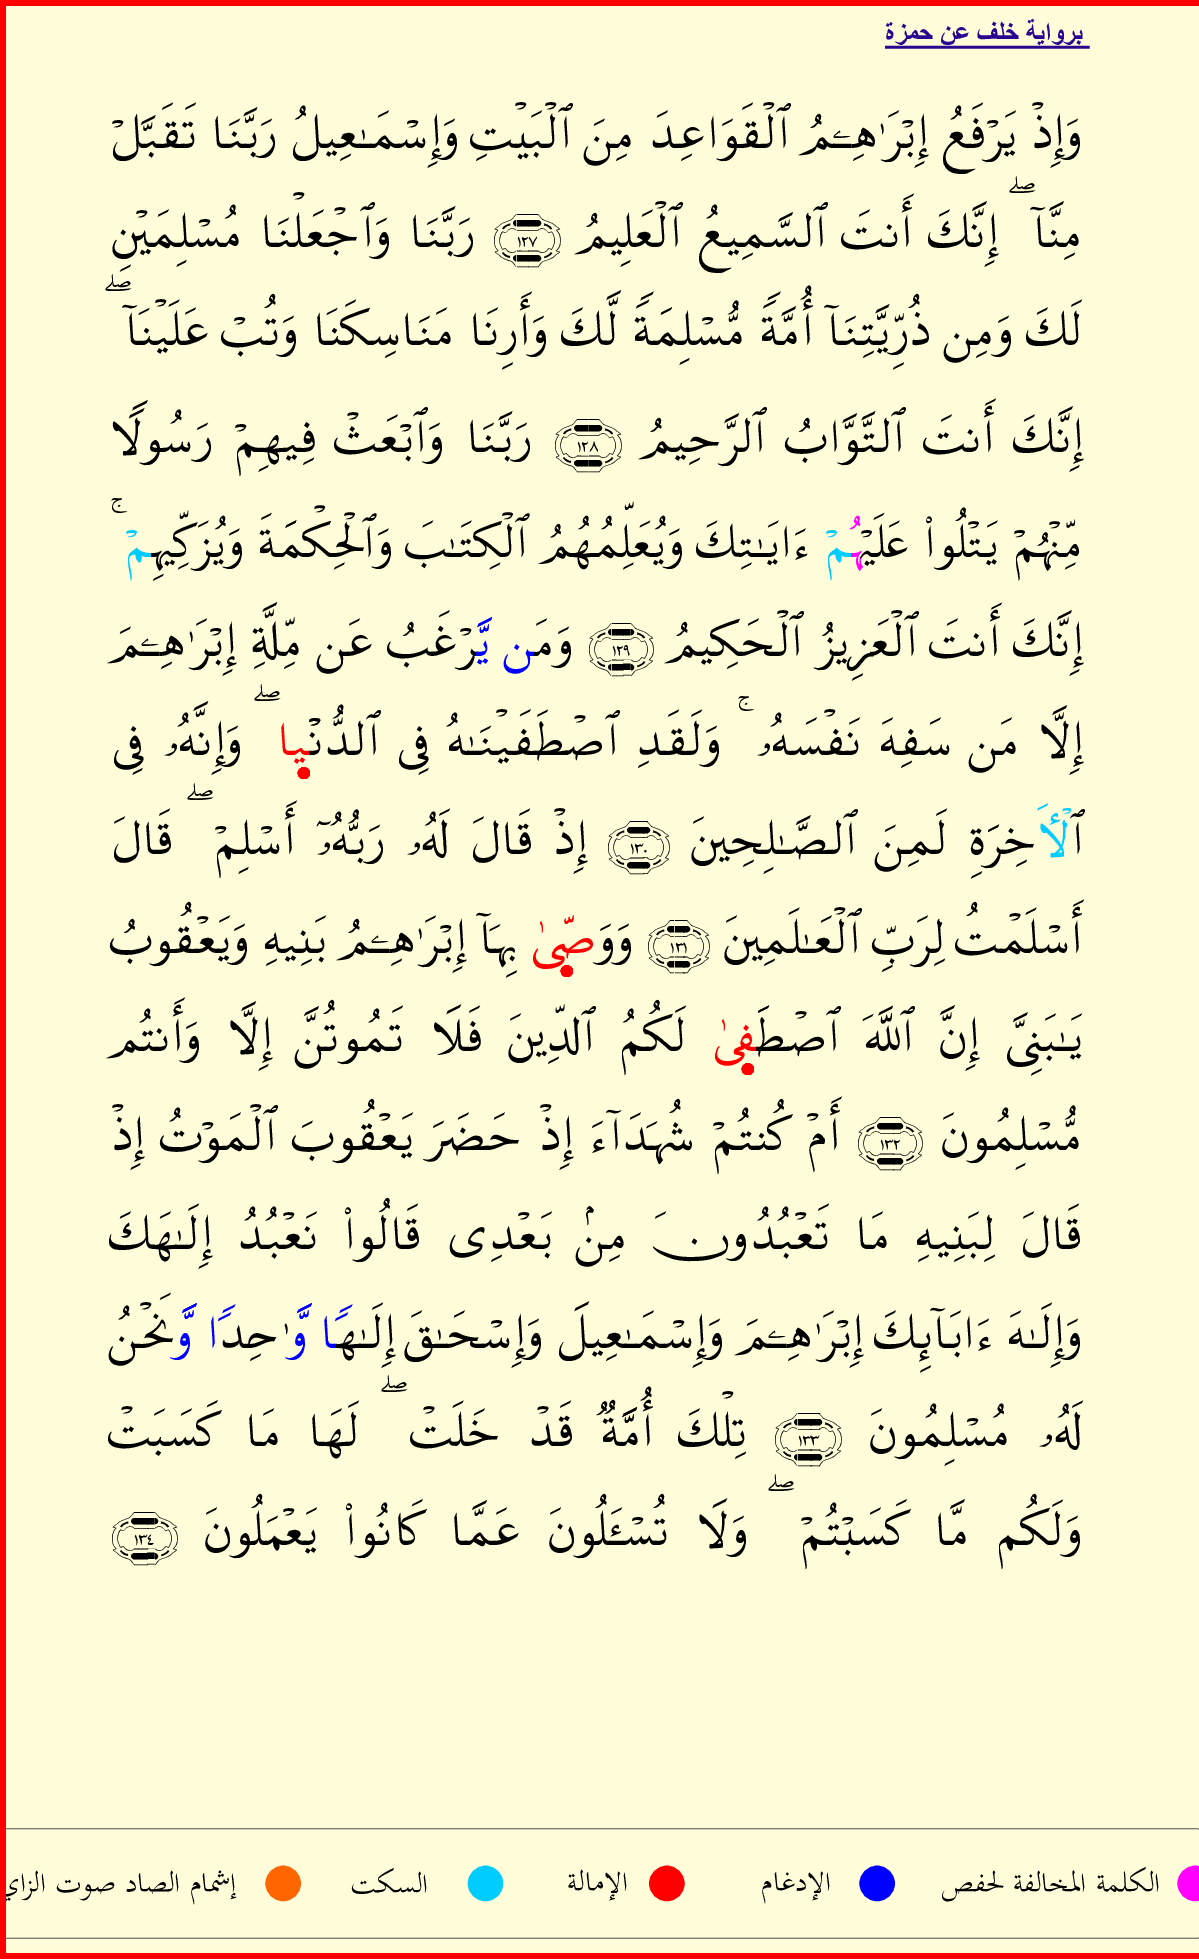 برواية خلف عن حمزة
وَإِذۡ يَرۡفَعُ إِبۡرَٰهِـۧمُ ٱلۡقَوَاعِدَ مِنَ ٱلۡبَيۡتِ وَإِسۡمَٰعِيلُ رَبَّنَا تَقَبَّلۡ
مِنَّآۖ إِنَّكَ أَنتَ ٱلسَّمِيعُ ٱلۡعَلِيمُ ١٢٧ رَبَّنَا وَٱجۡعَلۡنَا مُسۡلِمَيۡنِ
لَكَ وَمِن ذُرِّيَّتِنَآ أُمَّةً مُّسۡلِمَةً لَّكَ وَأَرِنَا مَنَاسِكَنَا وَتُبۡ عَلَيۡنَآۖ
إِنَّكَ أَنتَ ٱلتَّوَّابُ ٱلرَّحِيمُ ١٢٨ رَبَّنَا وَٱبۡعَثۡ فِيهِمۡ رَسُولًا
مِّنۡهُمۡ يَتۡلُواْ عَلَيۡهُمۡ ءَايَٰتِكَ وَيُعَلِّمُهُمُ ٱلۡكِتَٰبَ وَٱلۡحِكۡمَةَ وَيُزَكِّيهِمۡۚ
إِنَّكَ أَنتَ ٱلۡعَزِيزُ ٱلۡحَكِيمُ ١٢٩ وَمَن يَّرۡغَبُ عَن مِّلَّةِ إِبۡرَٰهِـۧمَ
إِلَّا مَن سَفِهَ نَفۡسَهُۥۚ وَلَقَدِ ٱصۡطَفَيۡنَٰهُ فِي ٱلدُّنۡيا ۖ وَإِنَّهُۥ فِي
ٱلۡأَخِرَةِ لَمِنَ ٱلصَّٰلِحِينَ ١٣٠ إِذۡ قَالَ لَهُۥ رَبُّهُۥٓ أَسۡلِمۡۖ قَالَ
أَسۡلَمۡتُ لِرَبِّ ٱلۡعَٰلَمِينَ ١٣١ وَوَصِّىٰ بِهَآ إِبۡرَٰهِـۧمُ بَنِيهِ وَيَعۡقُوبُ
يَٰبَنِيَّ إِنَّ ٱللَّهَ ٱصۡطَفىٰ لَكُمُ ٱلدِّينَ فَلَا تَمُوتُنَّ إِلَّا وَأَنتُم
مُّسۡلِمُونَ ١٣٢ أَمۡ كُنتُمۡ شُهَدَآءَ إِذۡ حَضَرَ يَعۡقُوبَ ٱلۡمَوۡتُ إِذۡ
قَالَ لِبَنِيهِ مَا تَعۡبُدُونَ مِنۢ بَعۡدِي قَالُواْ نَعۡبُدُ إِلَٰهَكَ
وَإِلَٰهَ ءَابَآئِكَ إِبۡرَٰهِـۧمَ وَإِسۡمَٰعِيلَ وَإِسۡحَٰقَ إِلَٰهًا وَّٰحِدًا وَّنَحۡنُ
لَهُۥ مُسۡلِمُونَ ١٣٣ تِلۡكَ أُمَّةٌ قَدۡ خَلَتۡۖ لَهَا مَا كَسَبَتۡ
وَلَكُم مَّا كَسَبۡتُمۡۖ وَلَا تُسۡـَٔلُونَ عَمَّا كَانُواْ يَعۡمَلُونَ ١٣٤
الكلمة المخالفة لحفص الإدغام الإمالة السكت إشمام الصاد صوت الزاي